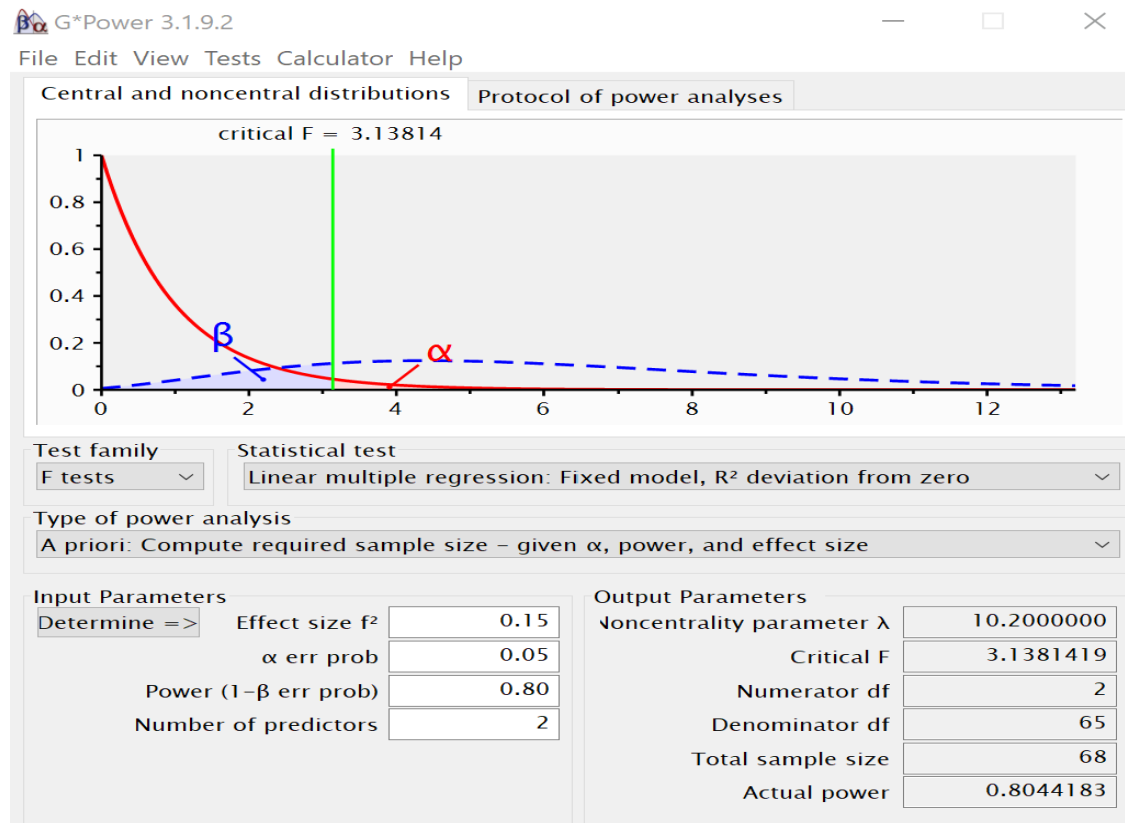 βα G*Power 3.1.9.2
File Edit View Tests Calculator Help
Central and noncentral distributions Protocol of power analyses
critical F = 3.13814
1
0.8
0.6
0.4
0.2
0
β
α
0 2 4 6 8 10 12
Test family Statistical test
F tests Linear multiple regression: Fixed model, R² deviation from zero
Type of power analysis
A priori: Compute required sample size – given α, power, and effect size
Input Parameters Output Parameters
Determine => Effect size f² 0.15 Noncentrality parameter λ 10.2000000
α err prob 0.05 Critical F 3.1381419
Power (1–β err prob) 0.80 Numerator df 2
Number of predictors 2 Denominator df 65
Total sample size 68
Actual power 0.8044183